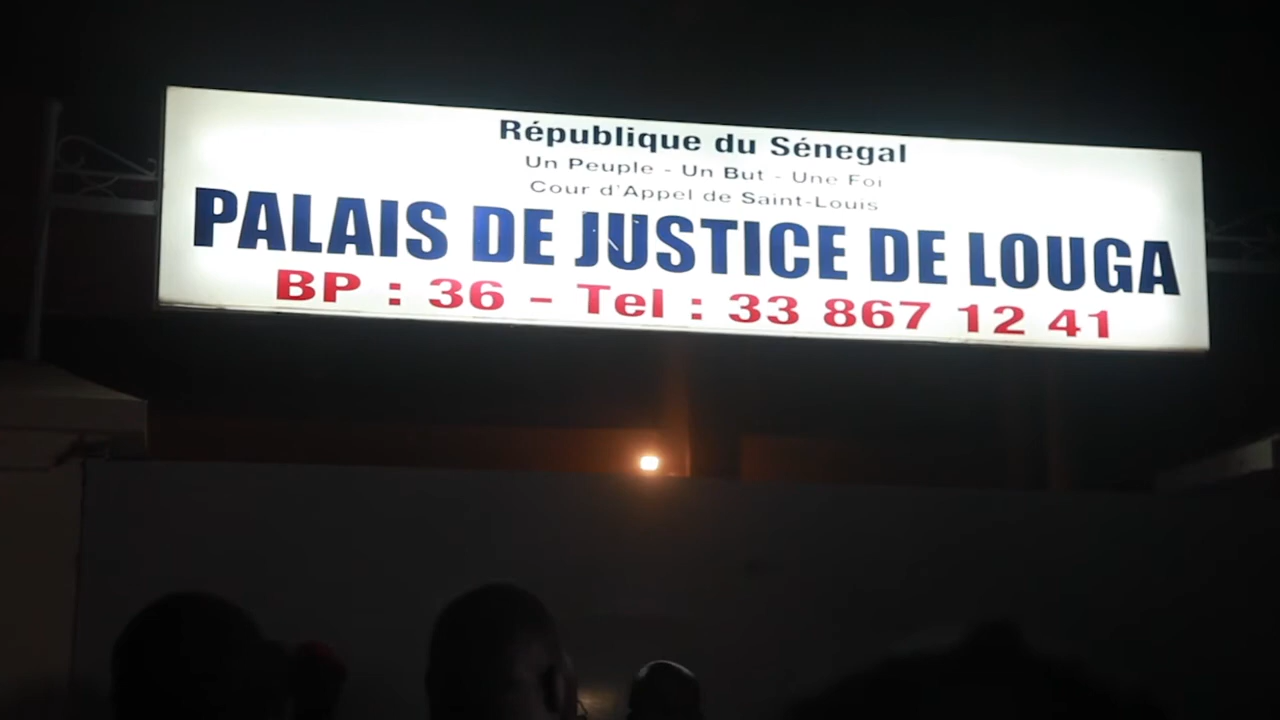 République du Sénegal
Un Peuple - Un But - Une Foi
Cour d'Appel de Saint-Louis
PALAIS DE JUSTICE DE LOUGA
BP : 36 - Tel : 33 867 12 41